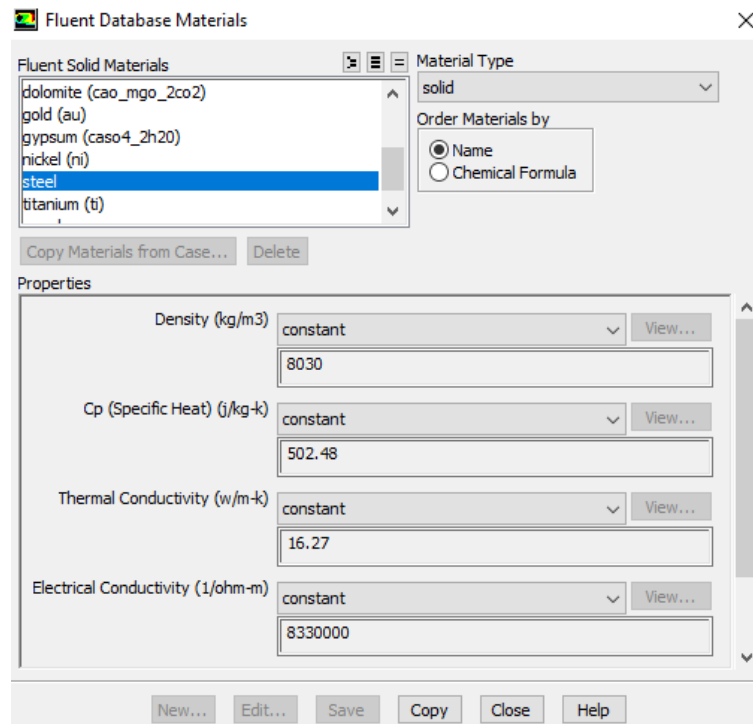 Fluent Database Materials
Fluent Solid Materials
dolomite (cao_mgo_2co2)
gold (au)
gypsum (caso4_2h20)
nickel (ni)
steel
titanium (ti)
Material Type
solid
Order Materials by
Name
Chemical Formula
Copy Materials from Case... Delete
Properties
Density (kg/m3) constant View...
8030
Cp (Specific Heat) (j/kg-k) constant View...
502.48
Thermal Conductivity (w/m-k) constant View...
16.27
Electrical Conductivity (1/ohm-m) constant View...
8330000
New... Edit... Save Copy Close Help